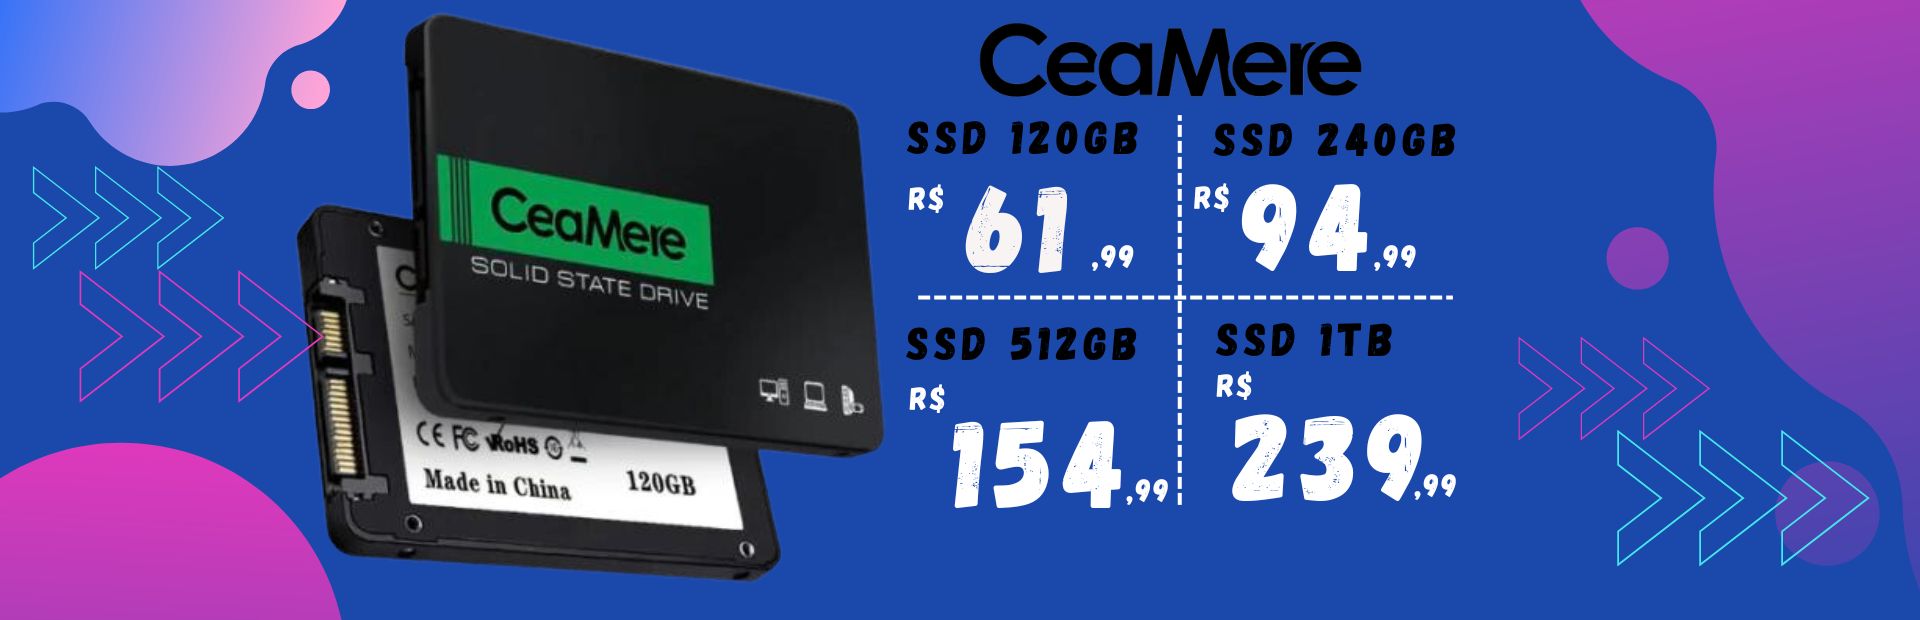 CeaMere
SOLID STATE DRIVE
CE FC RoHS
Made in China 120GB
CeaMere
SSD 120GB
R$ 61,99
SSD 240GB
R$ 94,99
SSD 512GB
R$ 154,99
SSD 1TB
R$ 239,99